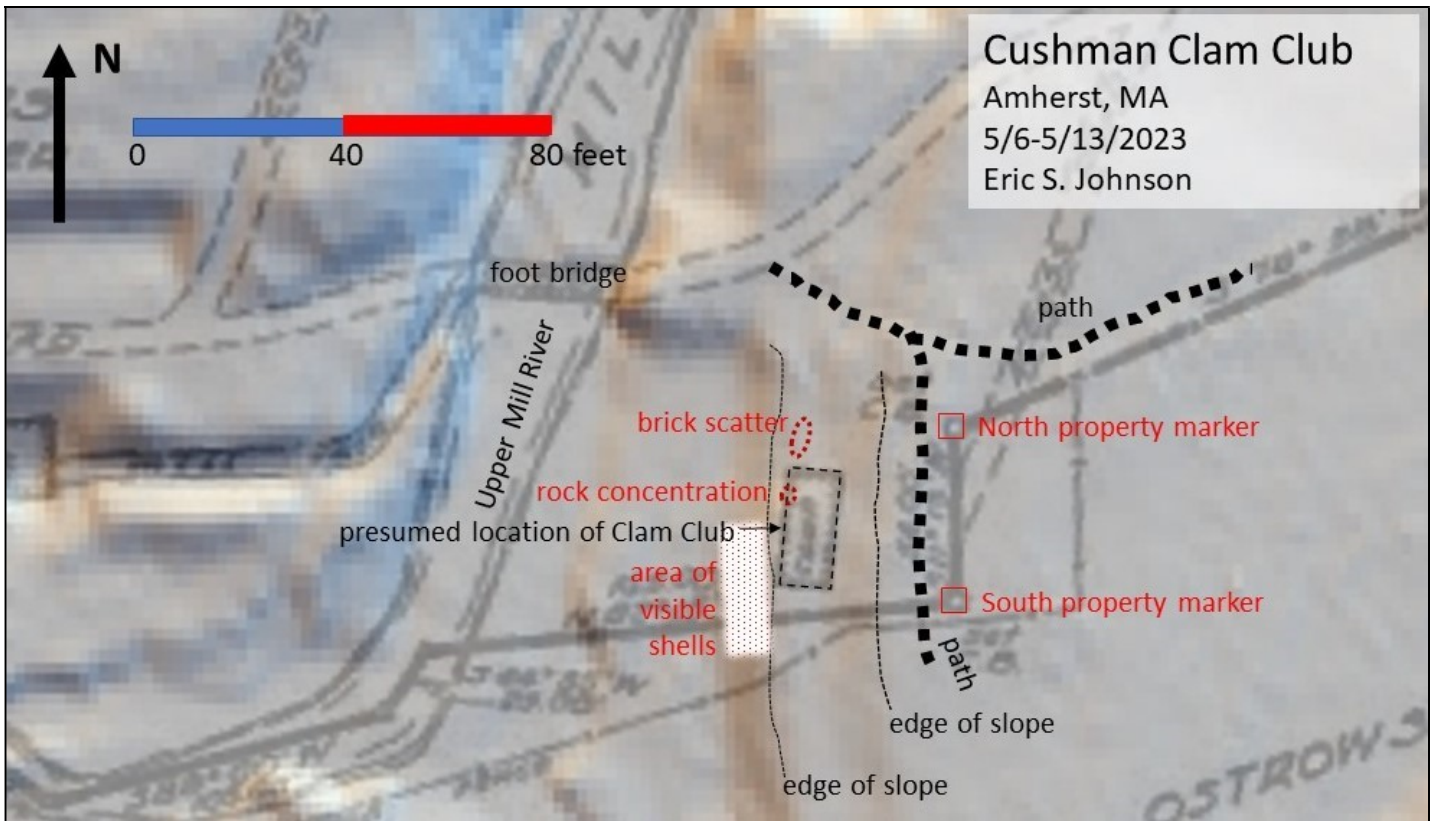 N
Cushman Clam Club
Amherst, MA
5/6-5/13/2023
Eric S. Johnson
0 40 80 feet
MIL
foot bridge
path
Upper Mill River
brick scatter
North property marker
rock concentration
presumed location of Clam Club
area of
visible
shells
South property marker
path
edge of slope
edge of slope
OSTROW